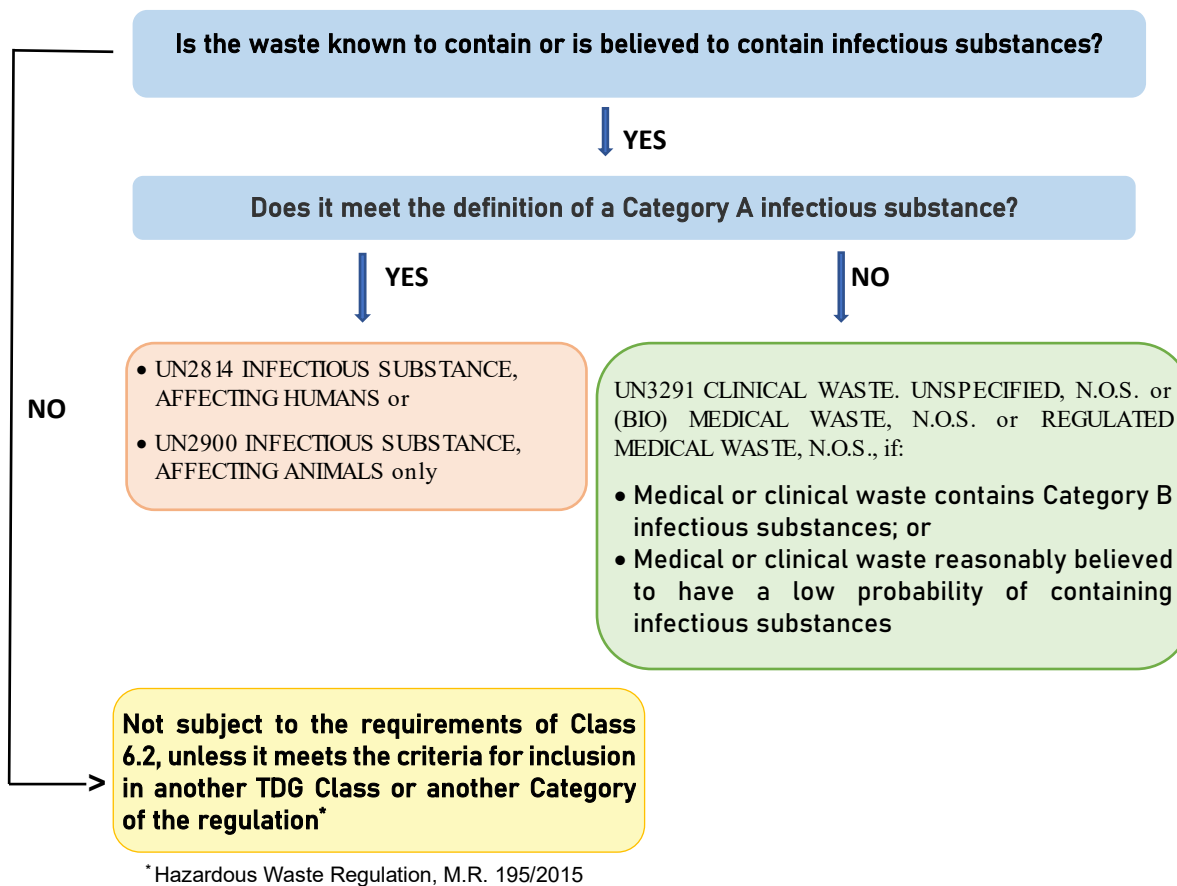 Is the waste known to contain or is believed to contain infectious substances?
YES
Does it meet the definition of a Category A infectious substance?
YES
NO
• UN2814 INFECTIOUS SUBSTANCE,
AFFECTING HUMANS or
• UN2900 INFECTIOUS SUBSTANCE,
AFFECTING ANIMALS only
UN3291 CLINICAL WASTE. UNSPECIFIED, N.O.S. or
(BIO) MEDICAL WASTE, N.O.S. or REGULATED
MEDICAL WASTE, N.O.S., if:
• Medical or clinical waste contains Category B
infectious substances; or
• Medical or clinical waste reasonably believed
to have a low probability of containing
infectious substances
NO
Not subject to the requirements of Class
6.2, unless it meets the criteria for inclusion
in another TDG Class or another Category
of the regulation*
* Hazardous Waste Regulation, M.R. 195/2015